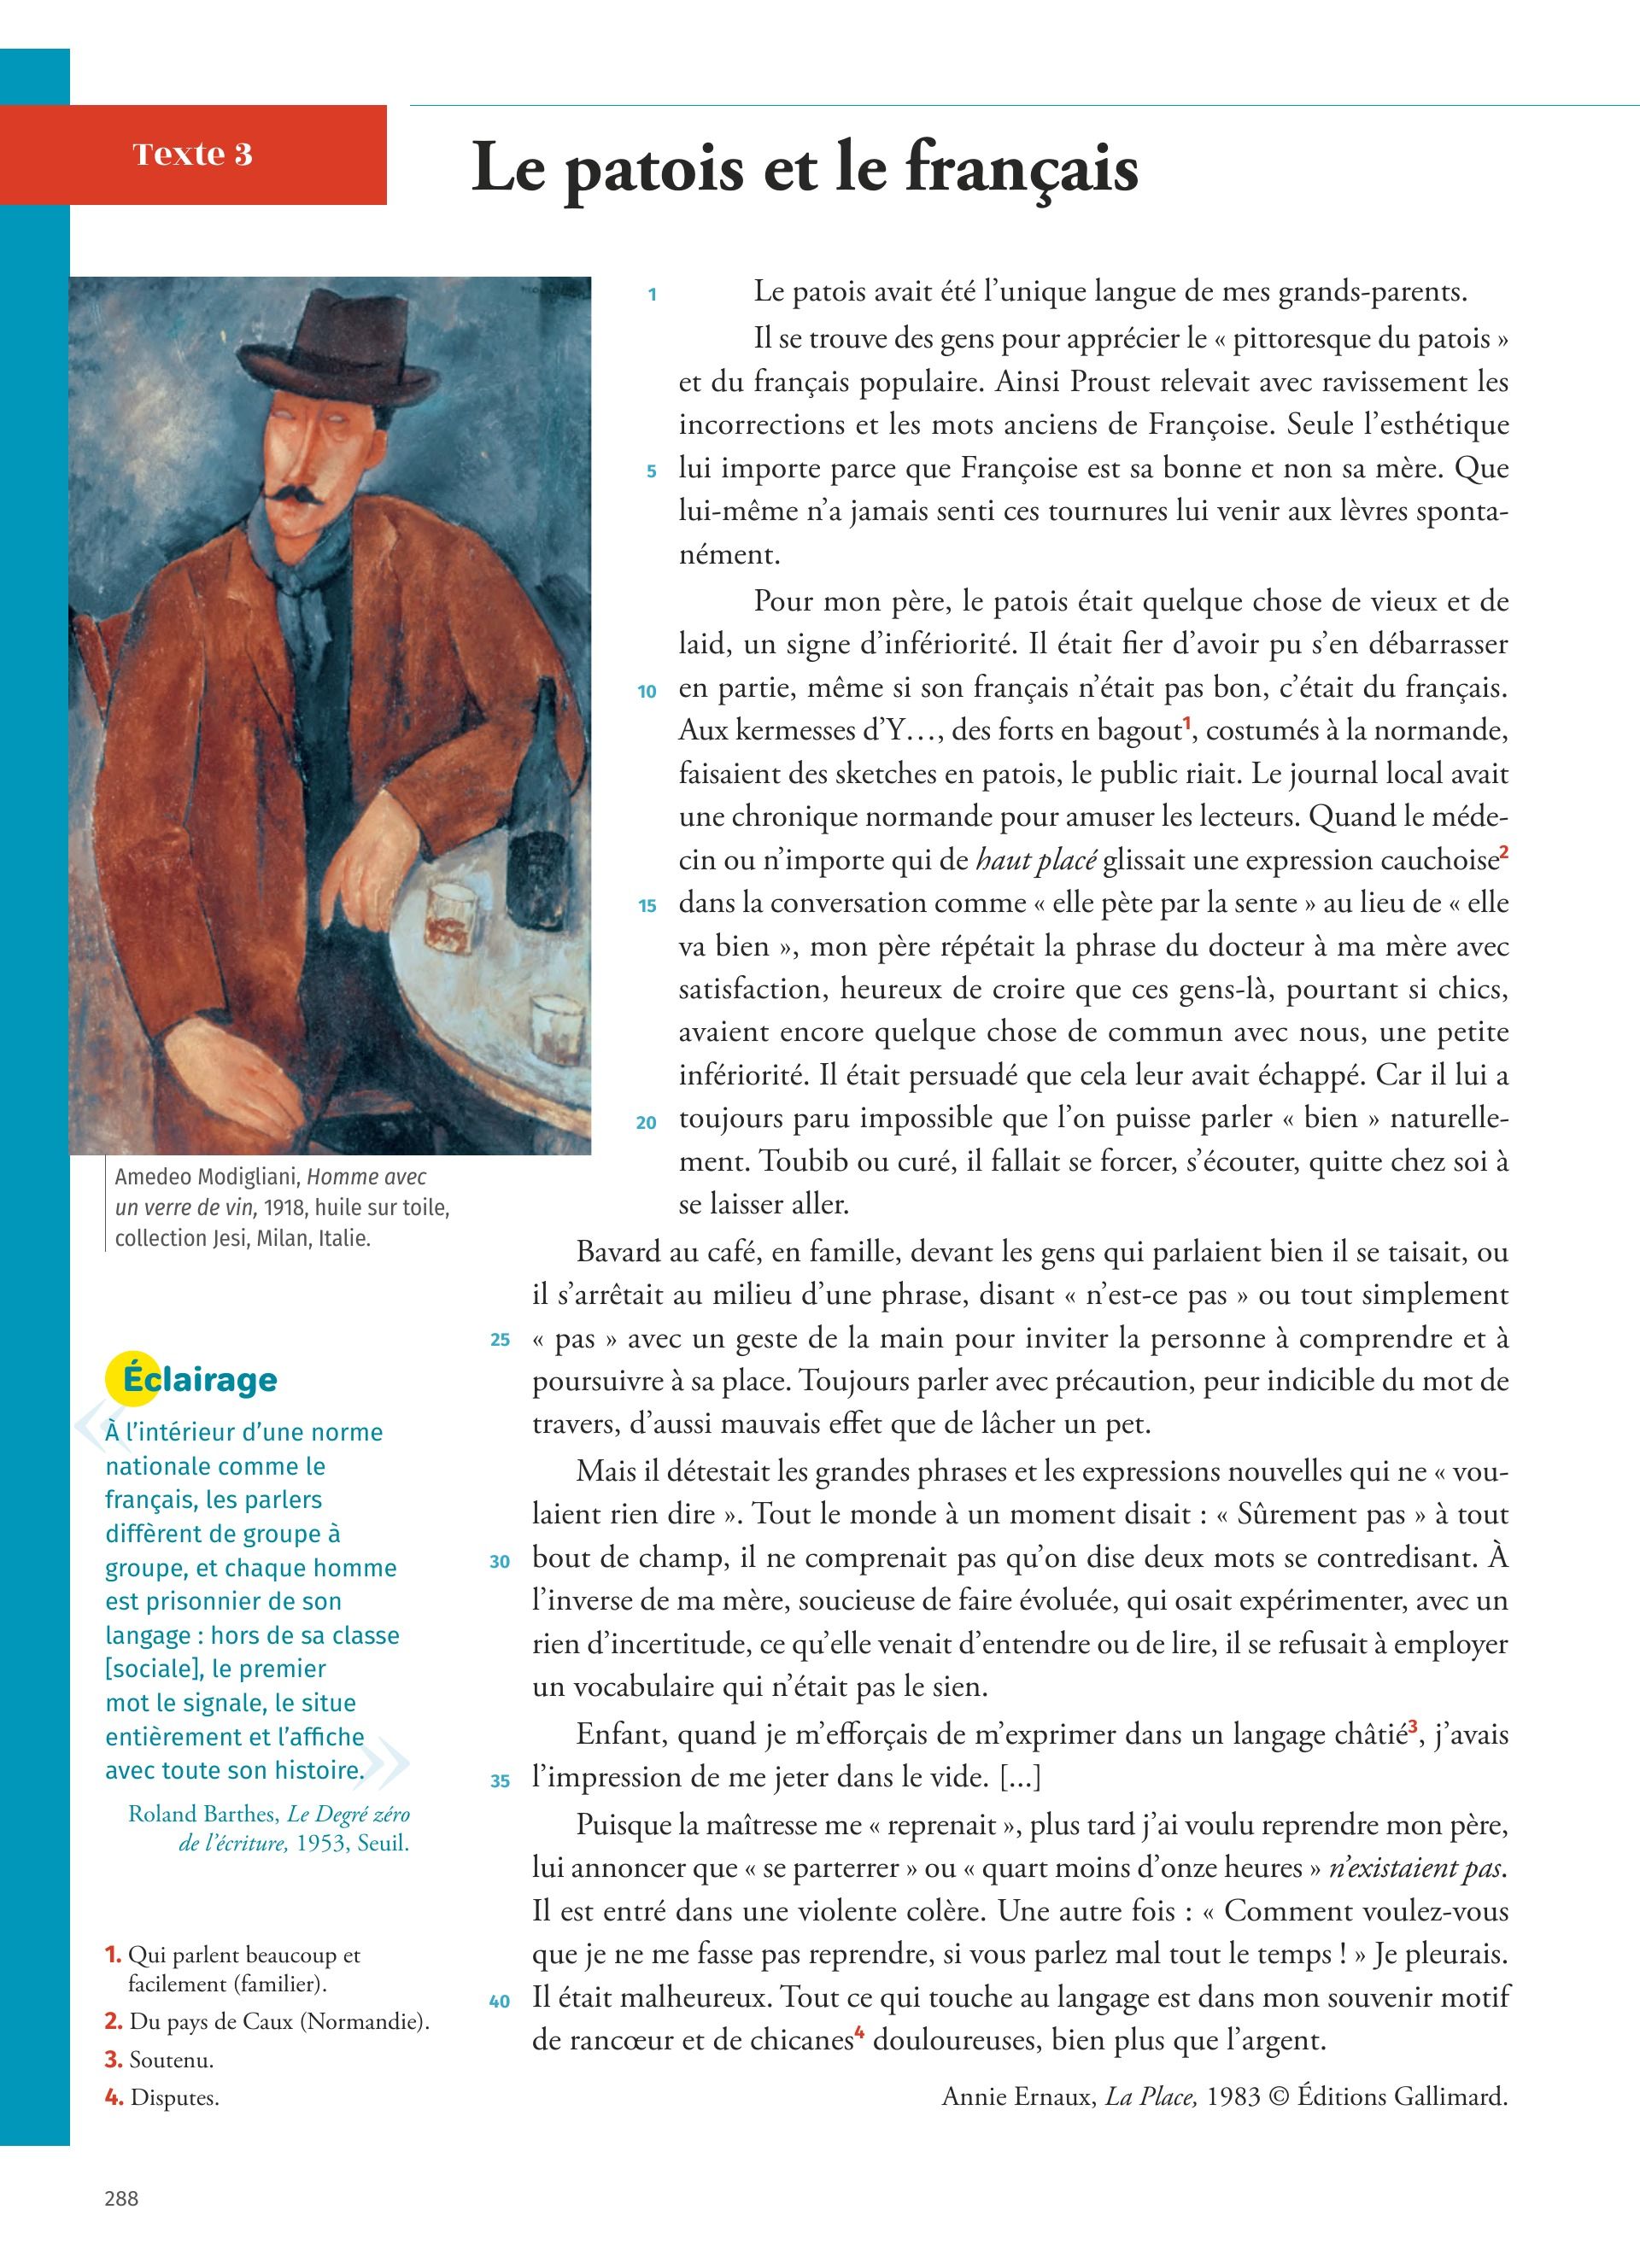 Texte 3
Le patois et le français
1 Le patois avait été l’unique langue de mes grands-parents.
Il se trouve des gens pour apprécier le « pittoresque du patois »
et du français populaire. Ainsi Proust relevait avec ravissement les
incorrections et les mots anciens de Françoise. Seule l’esthétique
5 lui importe parce que Françoise est sa bonne et non sa mère. Que
lui-même n’a jamais senti ces tournures lui venir aux lèvres sponta-
nément.
Pour mon père, le patois était quelque chose de vieux et de
laid, un signe d’infériorité. Il était fier d’avoir pu s’en débarrasser
10 en partie, même si son français n’était pas bon, c’était du français.
Aux kermesses d’Y…, des forts en bagout1, costumés à la normande,
faisaient des sketches en patois, le public riait. Le journal local avait
une chronique normande pour amuser les lecteurs. Quand le méde-
cin ou n’importe qui de haut placé glissait une expression cauchoise2
15 dans la conversation comme « elle pète par la sente » au lieu de « elle
va bien », mon père répétait la phrase du docteur à ma mère avec
satisfaction, heureux de croire que ces gens-là, pourtant si chics,
avaient encore quelque chose de commun avec nous, une petite
infériorité. Il était persuadé que cela leur avait échappé. Car il lui a
20 toujours paru impossible que l’on puisse parler « bien » naturelle-
ment. Toubib ou curé, il fallait se forcer, s’écouter, quitte chez soi à
se laisser aller.
Bavard au café, en famille, devant les gens qui parlaient bien il se taisait, ou
il s’arrêtait au milieu d’une phrase, disant « n’est-ce pas » ou tout simplement
25 « pas » avec un geste de la main pour inviter la personne à comprendre et à
poursuivre à sa place. Toujours parler avec précaution, peur indicible du mot de
travers, d’aussi mauvais effet que de lâcher un pet.
Mais il détestait les grandes phrases et les expressions nouvelles qui ne « vou-
laient rien dire ». Tout le monde à un moment disait : « Sûrement pas » à tout
30 bout de champ, il ne comprenait pas qu’on dise deux mots se contredisant. À
l’inverse de ma mère, soucieuse de faire évoluée, qui osait expérimenter, avec un
rien d’incertitude, ce qu’elle venait d’entendre ou de lire, il se refusait à employer
un vocabulaire qui n’était pas le sien.
Enfant, quand je m’efforçais de m’exprimer dans un langage châtié3, j’avais
35 l’impression de me jeter dans le vide. [...]
Puisque la maîtresse me « reprenait », plus tard j’ai voulu reprendre mon père,
lui annoncer que « se parterrer » ou « quart moins d’onze heures » n’existaient pas.
Il est entré dans une violente colère. Une autre fois : « Comment voulez-vous
que je ne me fasse pas reprendre, si vous parlez mal tout le temps ! » Je pleurais.
40 Il était malheureux. Tout ce qui touche au langage est dans mon souvenir motif
de rancœur et de chicanes4 douloureuses, bien plus que l’argent.
Annie Ernaux, La Place, 1983 © Éditions Gallimard.
Amedeo Modigliani, Homme avec
un verre de vin, 1918, huile sur toile,
collection Jesi, Milan, Italie.
Éclairage
« À l’intérieur d’une norme
nationale comme le
français, les parlers
diffèrent de groupe à
groupe, et chaque homme
est prisonnier de son
langage : hors de sa classe
[sociale], le premier
mot le signale, le situe
entièrement et l’affiche
avec toute son histoire. »
Roland Barthes, Le Degré zéro
de l’écriture, 1953, Seuil.
1. Qui parlent beaucoup et
facilement (familier).
2. Du pays de Caux (Normandie).
3. Soutenu.
4. Disputes.
288